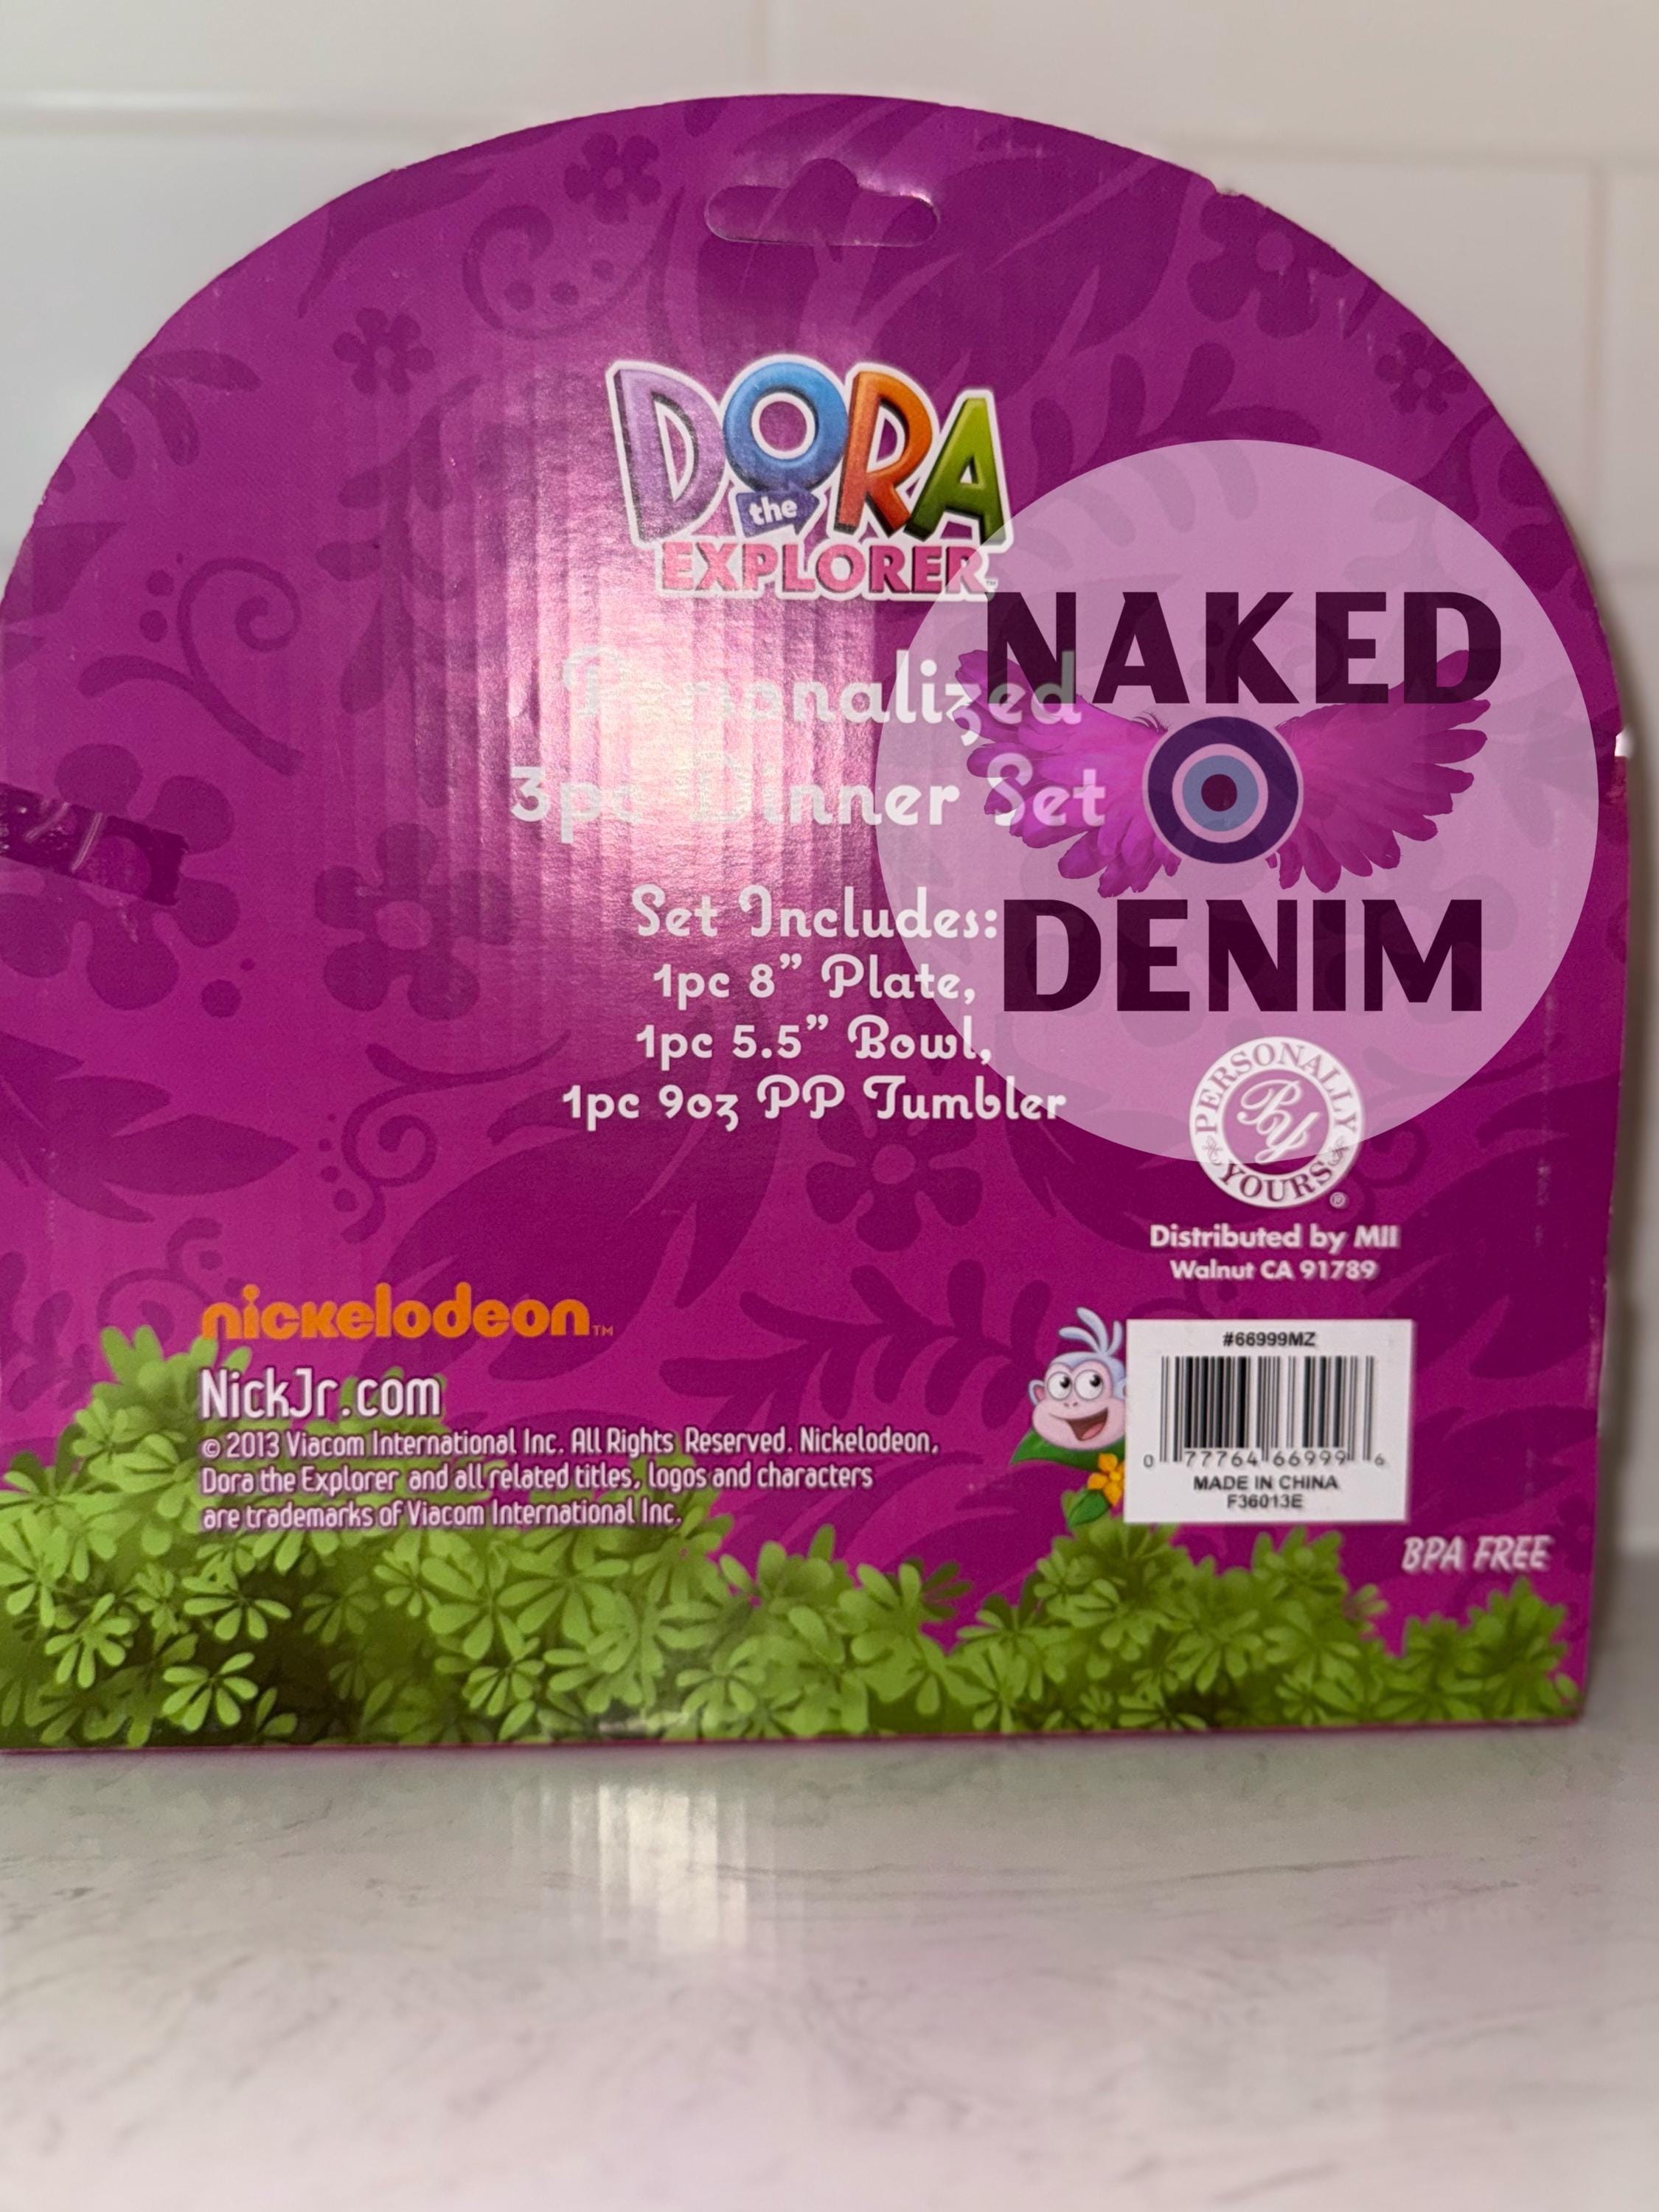 DORA
the
EXPLORER™
Personalized
3pc Dinner Set
Set Includes:
1pc 8” Plate,
1pc 5.5” Bowl,
1pc 9oz PP Tumbler
NAKED
DENIM
PERSONALLY
PY
YOURS®
Distributed by MII
Walnut CA 91789
nickelodeon™
NickJr.com
© 2013 Viacom International Inc. All Rights Reserved. Nickelodeon,
Dora the Explorer and all related titles, logos and characters
are trademarks of Viacom International Inc.
#66999MZ
0 77764 66999 6
MADE IN CHINA
F36013E
BPA FREE